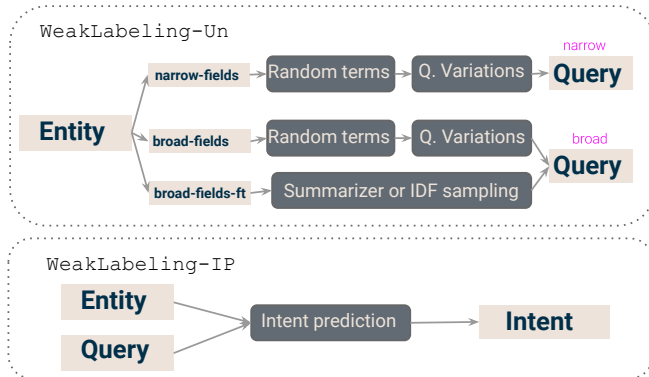 WeakLabeling-Un
narrow
narrow-fields
Random terms
Q. Variations
Query
Entity
broad-fields
Random terms
Q. Variations
broad
Query
broad-fields-ft
Summarizer or IDF sampling
WeakLabeling-IP
Entity
Query
Intent prediction
Intent